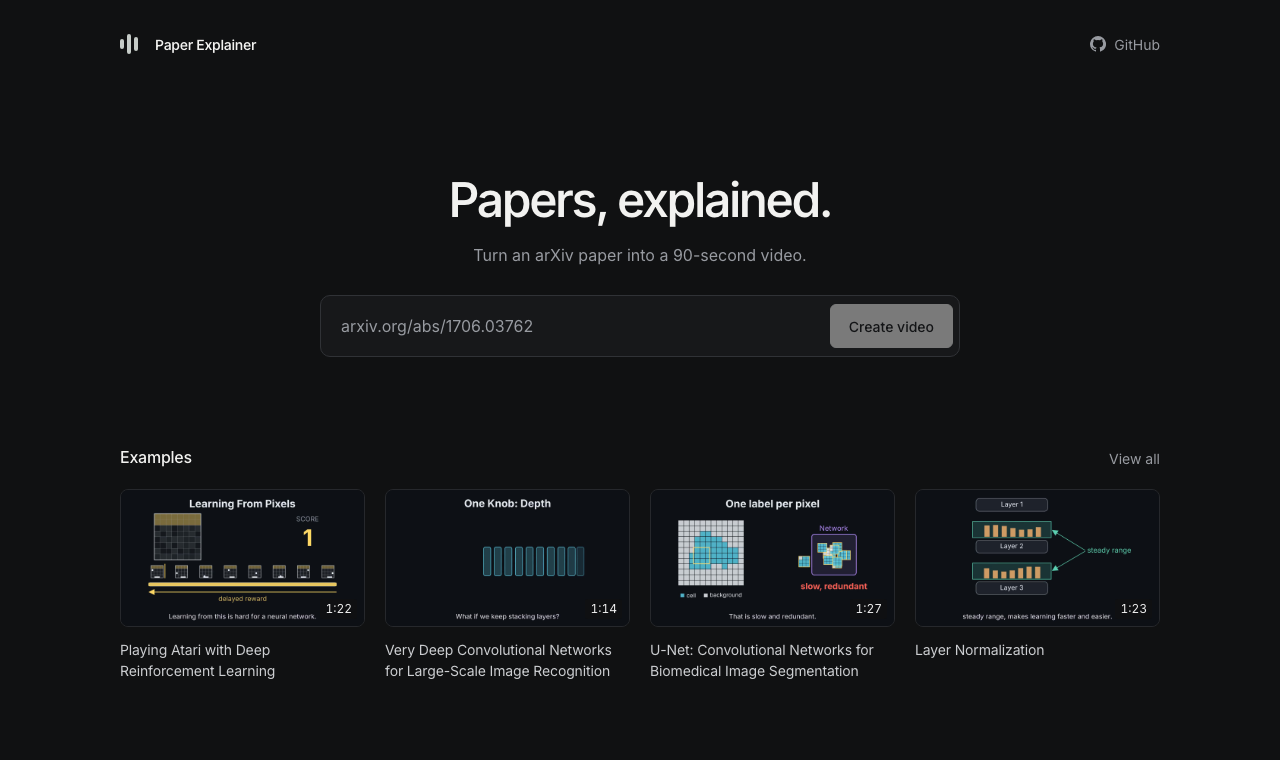 Paper Explainer
GitHub
Papers, explained.
Turn an arXiv paper into a 90-second video.
arxiv.org/abs/1706.03762
Create video
Examples
View all
Learning From Pixels
SCORE
1
delayed reward
Learning from this is hard for a neural network.
1:22
Playing Atari with Deep
Reinforcement Learning
One Knob: Depth
What if we keep stacking layers?
1:14
Very Deep Convolutional Networks
for Large-Scale Image Recognition
One label per pixel
Network
slow, redundant
cell
background
That is slow and redundant.
1:27
U-Net: Convolutional Networks for
Biomedical Image Segmentation
Layer 1
Layer 2
steady range
Layer 3
steady range, makes learning faster and easier.
1:23
Layer Normalization